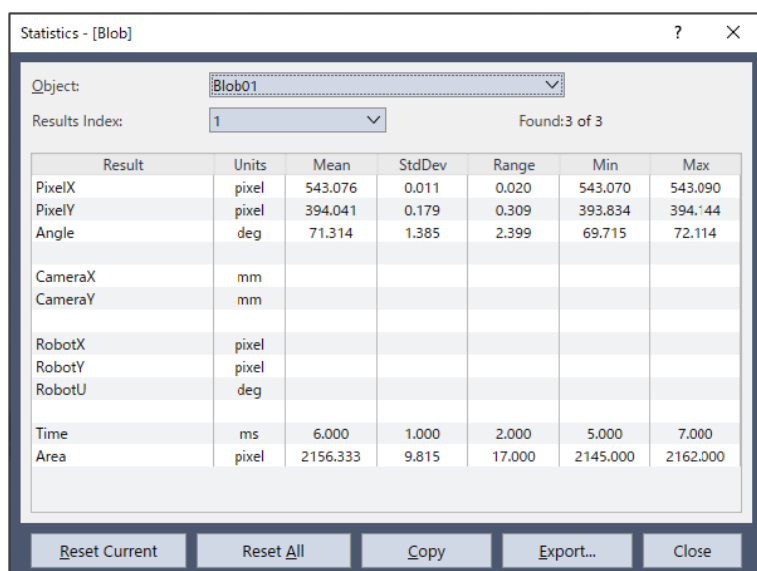 Statistics - [Blob] ? ×
Object: Blob01
Results Index: 1 Found:3 of 3
Result Units Mean StdDev Range Min Max
PixelX pixel 543.076 0.011 0.020 543.070 543.090
PixelY pixel 394.041 0.179 0.309 393.834 394.144
Angle deg 71.314 1.385 2.399 69.715 72.114
CameraX mm
CameraY mm
RobotX pixel
RobotY pixel
RobotU deg
Time ms 6.000 1.000 2.000 5.000 7.000
Area pixel 2156.333 9.815 17.000 2145.000 2162.000
Reset Current Reset All Copy Export... Close